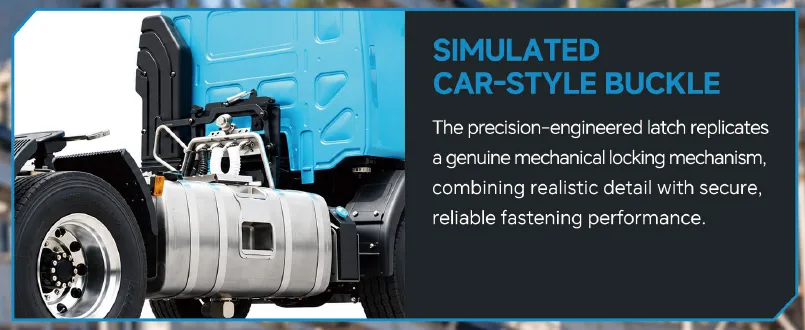 SIMULATED
CAR-STYLE BUCKLE
The precision-engineered latch replicates
a genuine mechanical locking mechanism,
combining realistic detail with secure,
reliable fastening performance.